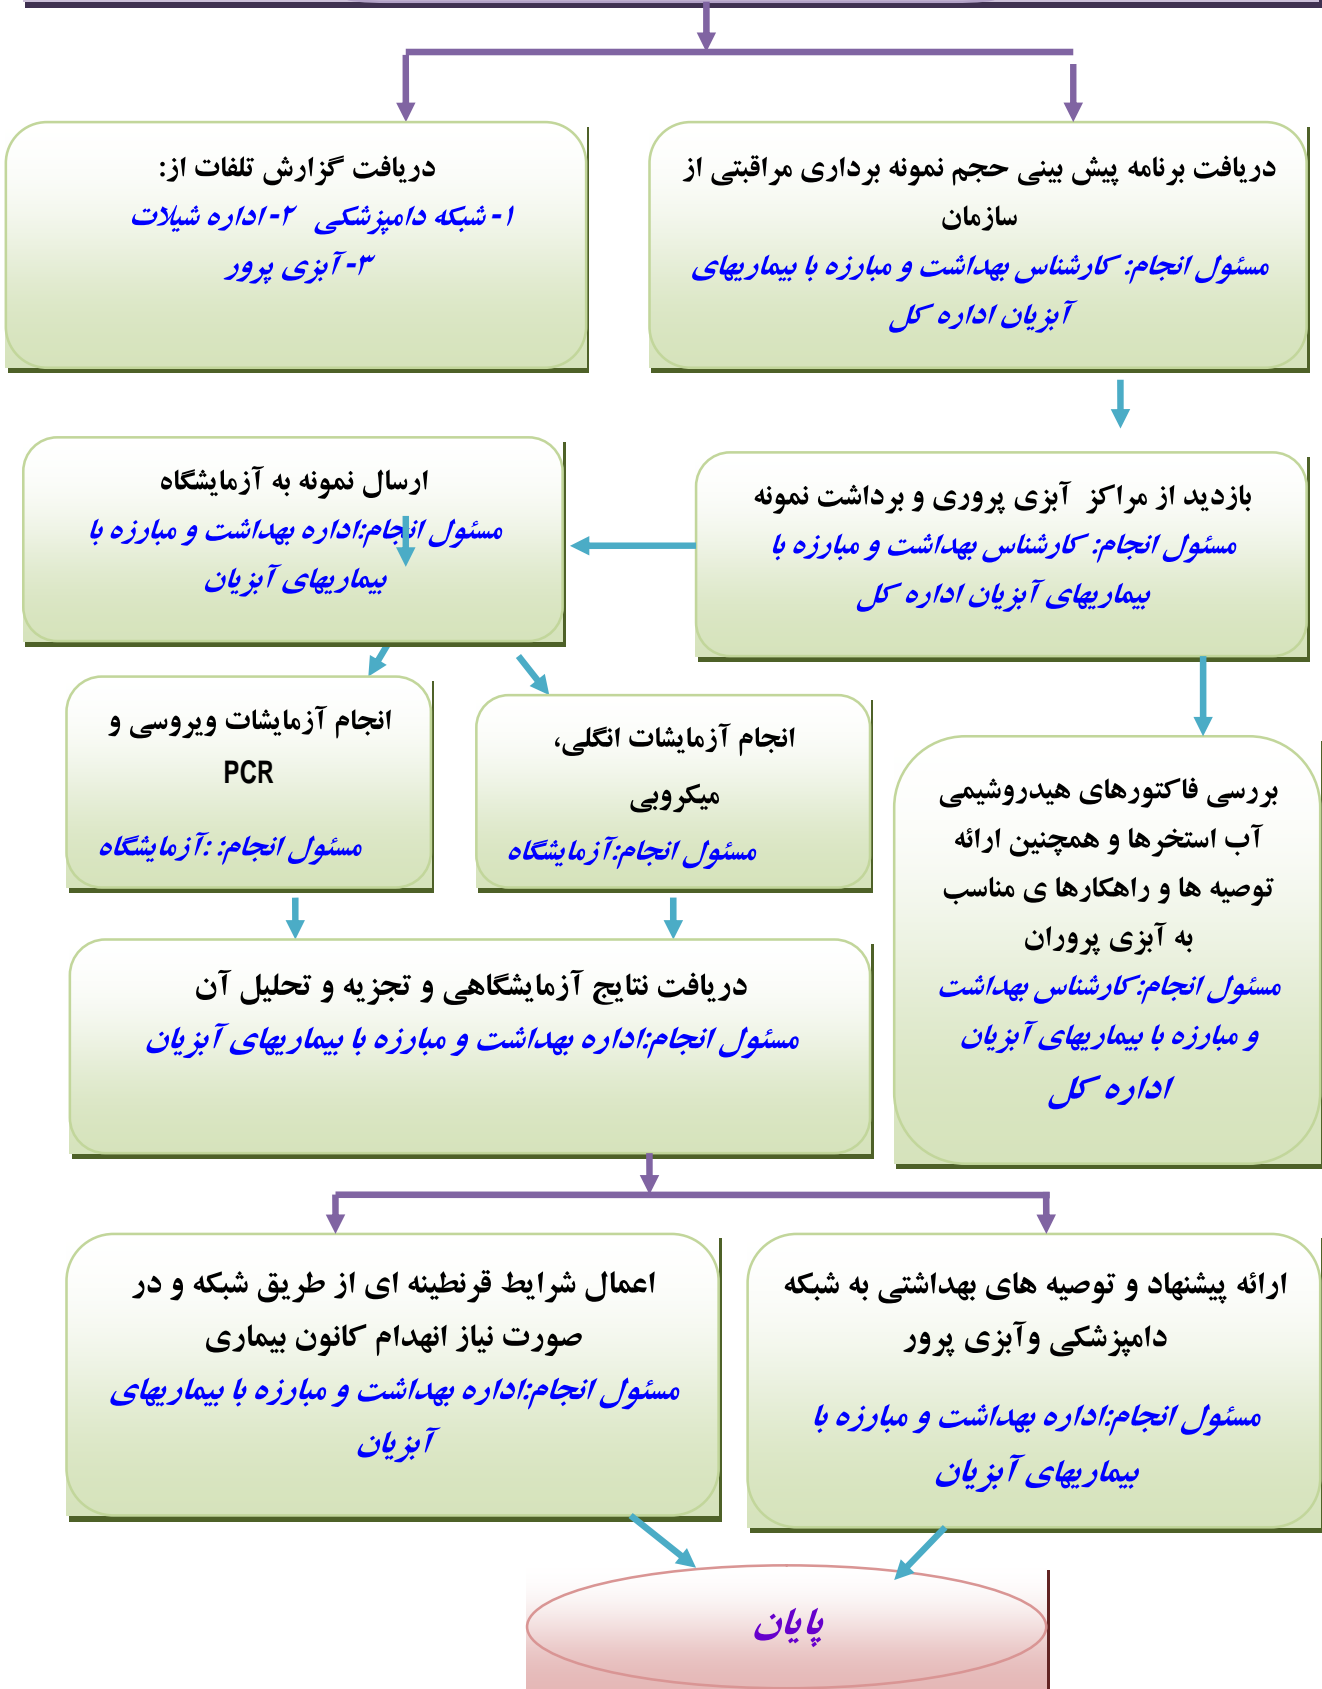 دریافت برنامه پیش بینی حجم نمونه برداری مراقبتی از
سازمان
مسئول انجام: کارشناس بهداشت و مبارزه با بیماریهای
آبزیان اداره کل
دریافت گزارش تلفات از:
۱- شبکه دامپزشکی ۲- اداره شیلات
۳- آبزی پرور
بازدید از مراکز آبزی پروری و برداشت نمونه
مسئول انجام: کارشناس بهداشت و مبارزه با
بیماریهای آبزیان اداره کل
ارسال نمونه به آزمایشگاه
مسئول انجام:اداره بهداشت و مبارزه با
بیماریهای آبزیان
بررسی فاکتورهای هیدروشیمی
آب استخرها و همچنین ارائه
توصیه ها و راهکارها ی مناسب
به آبزی پروران
مسئول انجام:کارشناس بهداشت
و مبارزه با بیماریهای آبزیان
اداره کل
انجام آزمایشات انگلی،
میکروبی
مسئول انجام:آزمایشگاه
انجام آزمایشات ویروسی و
PCR
مسئول انجام: :آزمایشگاه
دریافت نتایج آزمایشگاهی و تجزیه و تحلیل آن
مسئول انجام:اداره بهداشت و مبارزه با بیماریهای آبزیان
ارائه پیشنهاد و توصیه های بهداشتی به شبکه
دامپزشکی وآبزی پرور
مسئول انجام:اداره بهداشت و مبارزه با
بیماریهای آبزیان
اعمال شرایط قرنطینه ای از طریق شبکه و در
صورت نیاز انهدام کانون بیماری
مسئول انجام:اداره بهداشت و مبارزه با بیماریهای
آبزیان
پایان